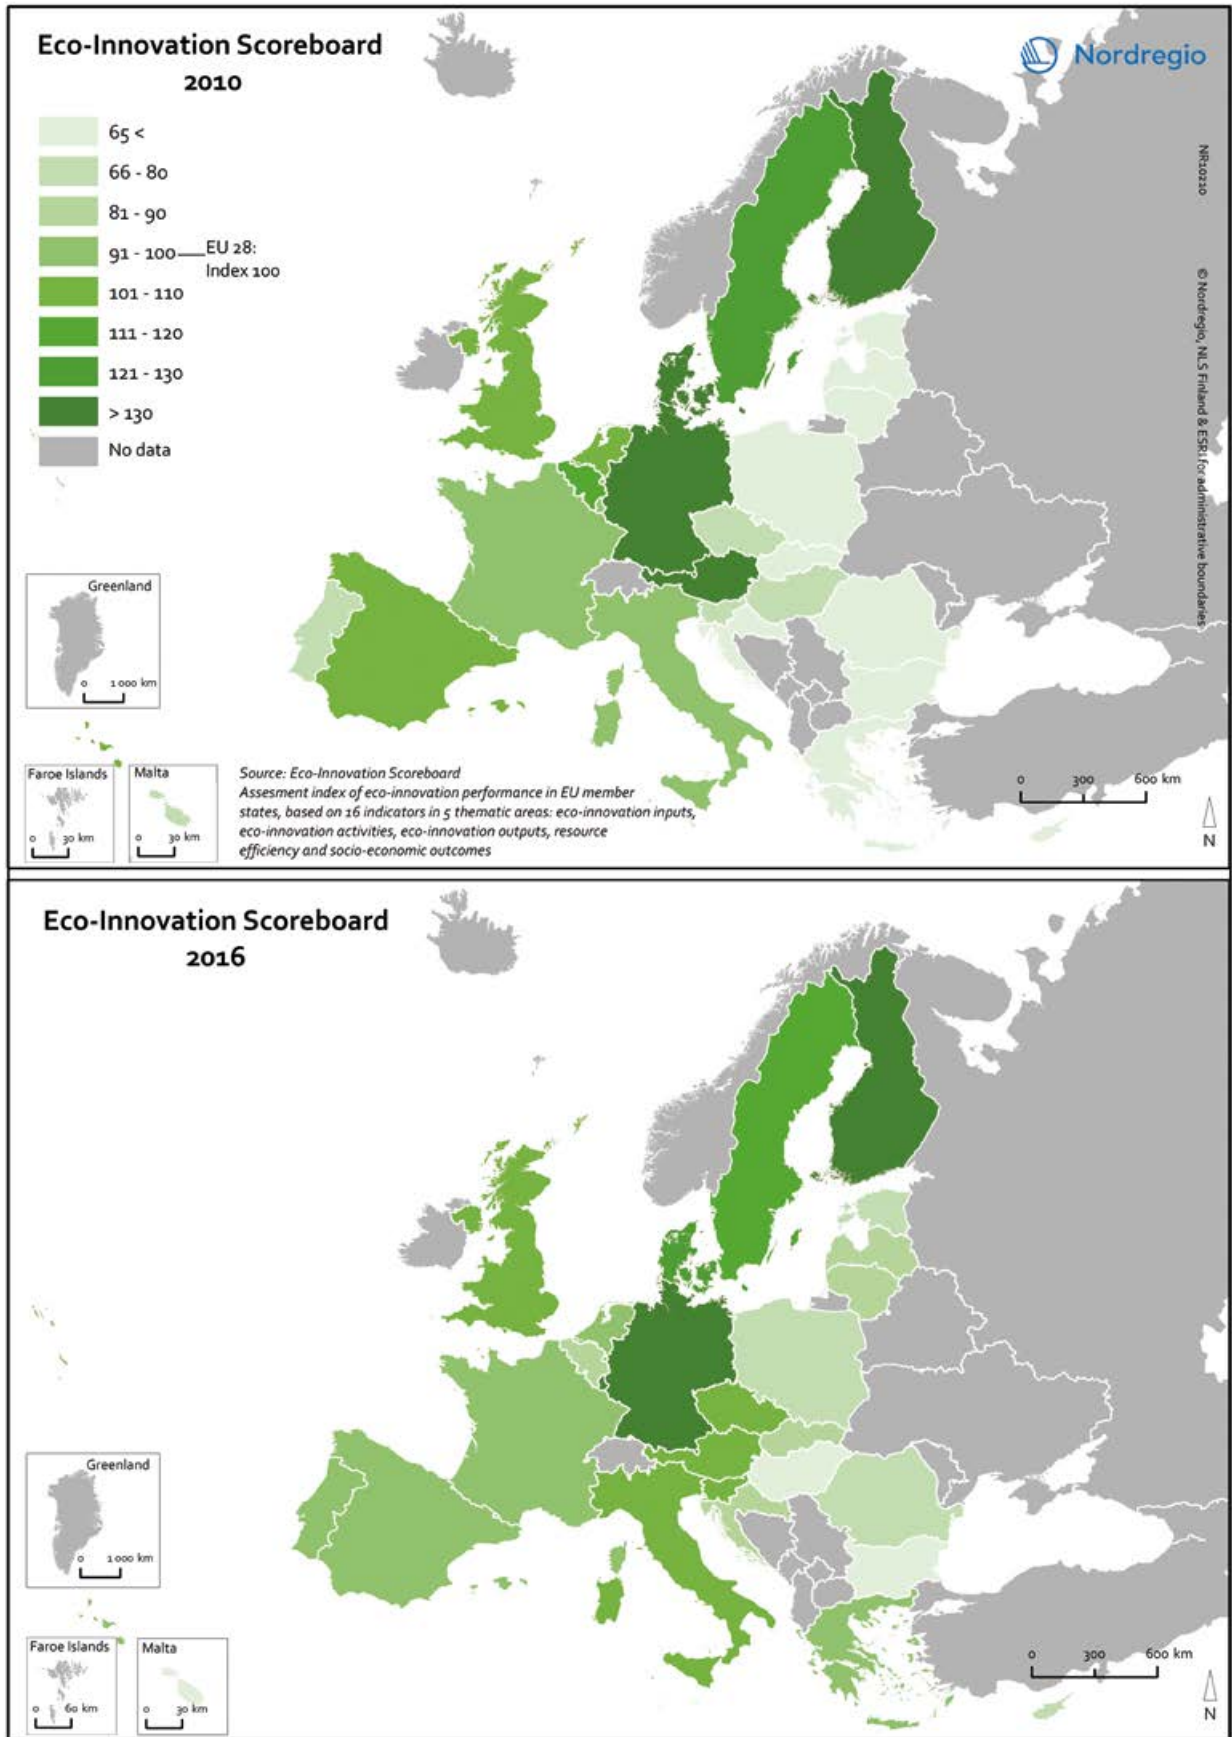 Eco-Innovation Scoreboard
2010
Nordregio
65 <
66 - 80
81 - 90
91 - 100
EU 28:
Index 100
101 - 110
111 - 120
121 - 130
> 130
No data
NR10210
© Nordregio, NLS Finland & ESRI for administrative boundaries
Greenland
0 1 000 km
Faroe Islands
0 30 km
Malta
0 30 km
Source: Eco-Innovation Scoreboard
Assesment index of eco-innovation performance in EU member
states, based on 16 indicators in 5 thematic areas: eco-innovation inputs,
eco-innovation activities, eco-innovation outputs, resource
efficiency and socio-economic outcomes
0 300 600 km
N
Eco-Innovation Scoreboard
2016
Greenland
0 1 000 km
Faroe Islands
0 60 km
Malta
0 30 km
0 300 600 km
N